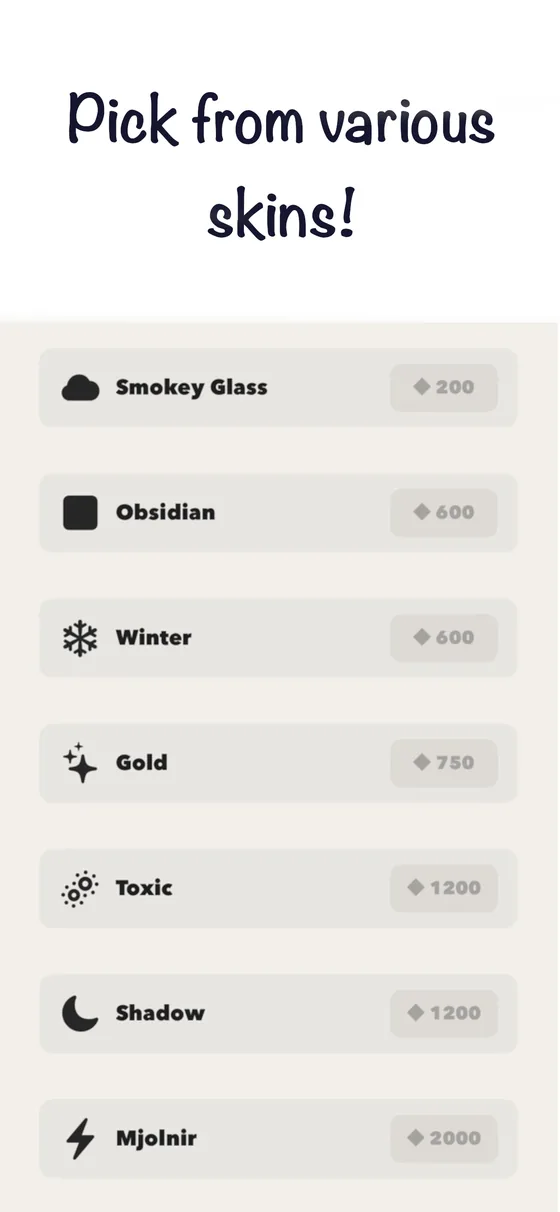 Pick from various
skins!
Smokey Glass 200
Obsidian 600
Winter 600
Gold 750
Toxic 1200
Shadow 1200
Mjolnir 2000